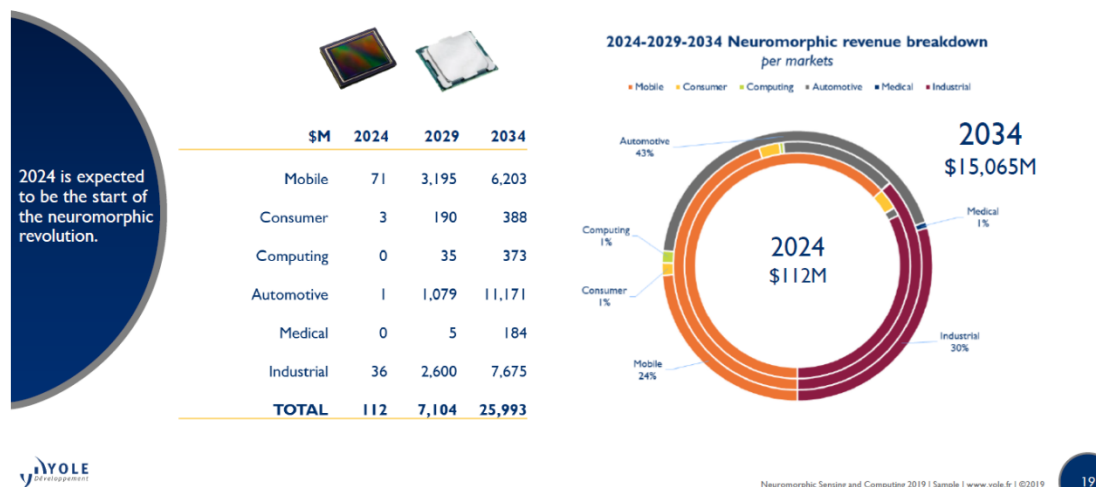 2024 is expected
to be the start of
the neuromorphic
revolution.
$M 2024 2029 2034
Mobile 71 3,195 6,203
Consumer 3 190 388
Computing 0 35 373
Automotive 1 1,079 11,171
Medical 0 5 184
Industrial 36 2,600 7,675
TOTAL 112 7,104 25,993
2024-2029-2034 Neuromorphic revenue breakdown
per markets
Mobile Consumer Computing Automotive Medical Industrial
Automotive
43%
2034
$15,065M
Medical
1%
Computing
1%
2024
$112M
Consumer
1%
Industrial
30%
Mobile
24%
YOLE
Développement
Neuromorphic Sensing and Computing 2019 | Sample | www.yole.fr | ©2019
19